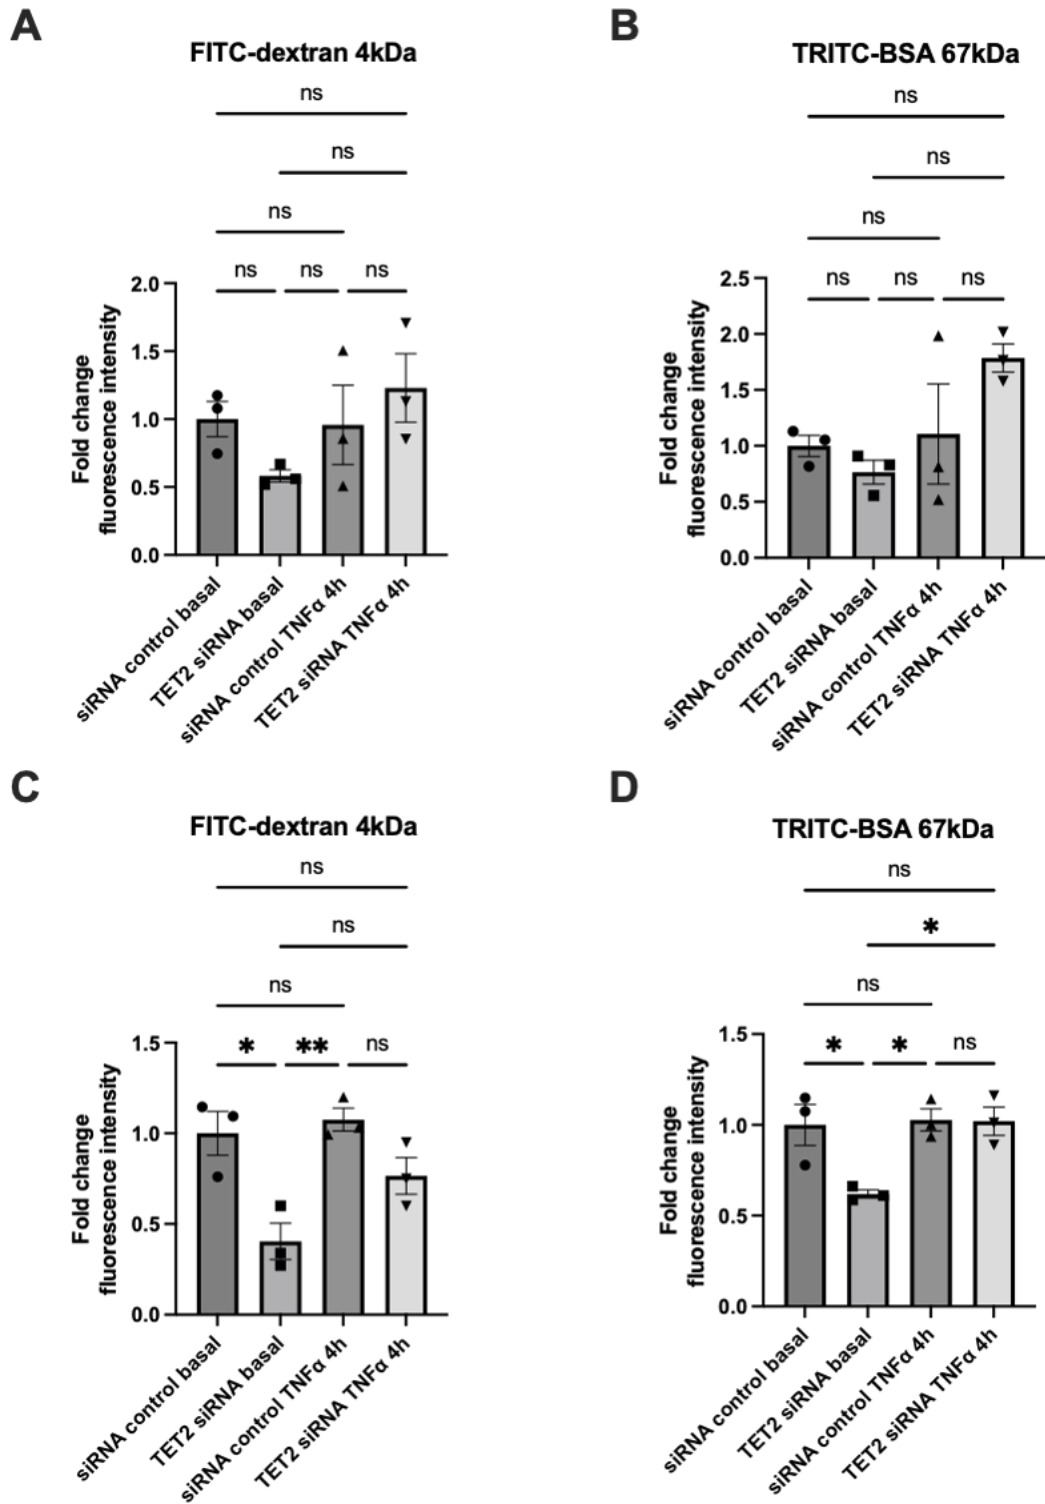 A
FITC-dextran 4kDa
ns
ns
ns
ns ns ns
Fold change
fluorescence intensity
2.0
1.5
1.0
0.5
0.0
siRNA control basal
TET2 siRNA basal
siRNA control TNFα 4h
TET2 siRNA TNFα 4h
B
TRITC-BSA 67kDa
ns
ns
ns
ns ns ns
Fold change
fluorescence intensity
2.5
2.0
1.5
1.0
0.5
0.0
siRNA control basal
TET2 siRNA basal
siRNA control TNFα 4h
TET2 siRNA TNFα 4h
C
FITC-dextran 4kDa
ns
ns
ns
* ** ns
Fold change
fluorescence intensity
1.5
1.0
0.5
0.0
siRNA control basal
TET2 siRNA basal
siRNA control TNFα 4h
TET2 siRNA TNFα 4h
D
TRITC-BSA 67kDa
ns
*
ns
* * ns
Fold change
fluorescence intensity
1.5
1.0
0.5
0.0
siRNA control basal
TET2 siRNA basal
siRNA control TNFα 4h
TET2 siRNA TNFα 4h